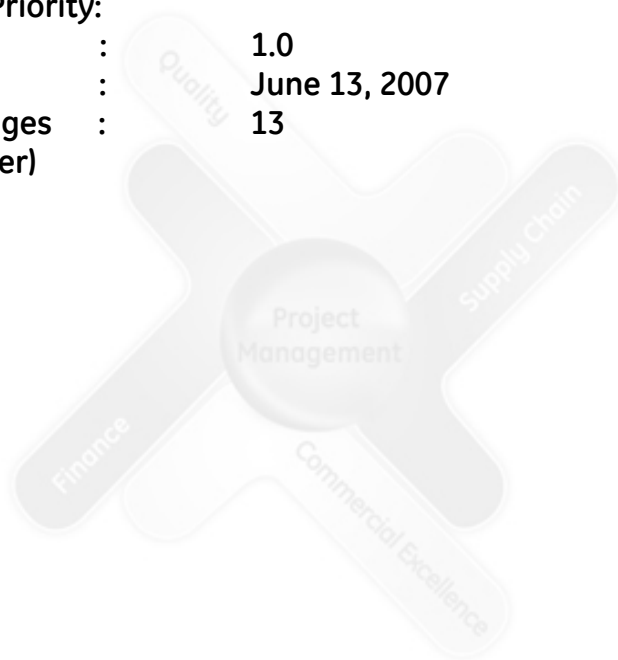 Priority:
: 1.0
: June 13, 2007
ges : 13
er)
Quality
Supply Chain
Project
Management
Finance
Commercial Excellence